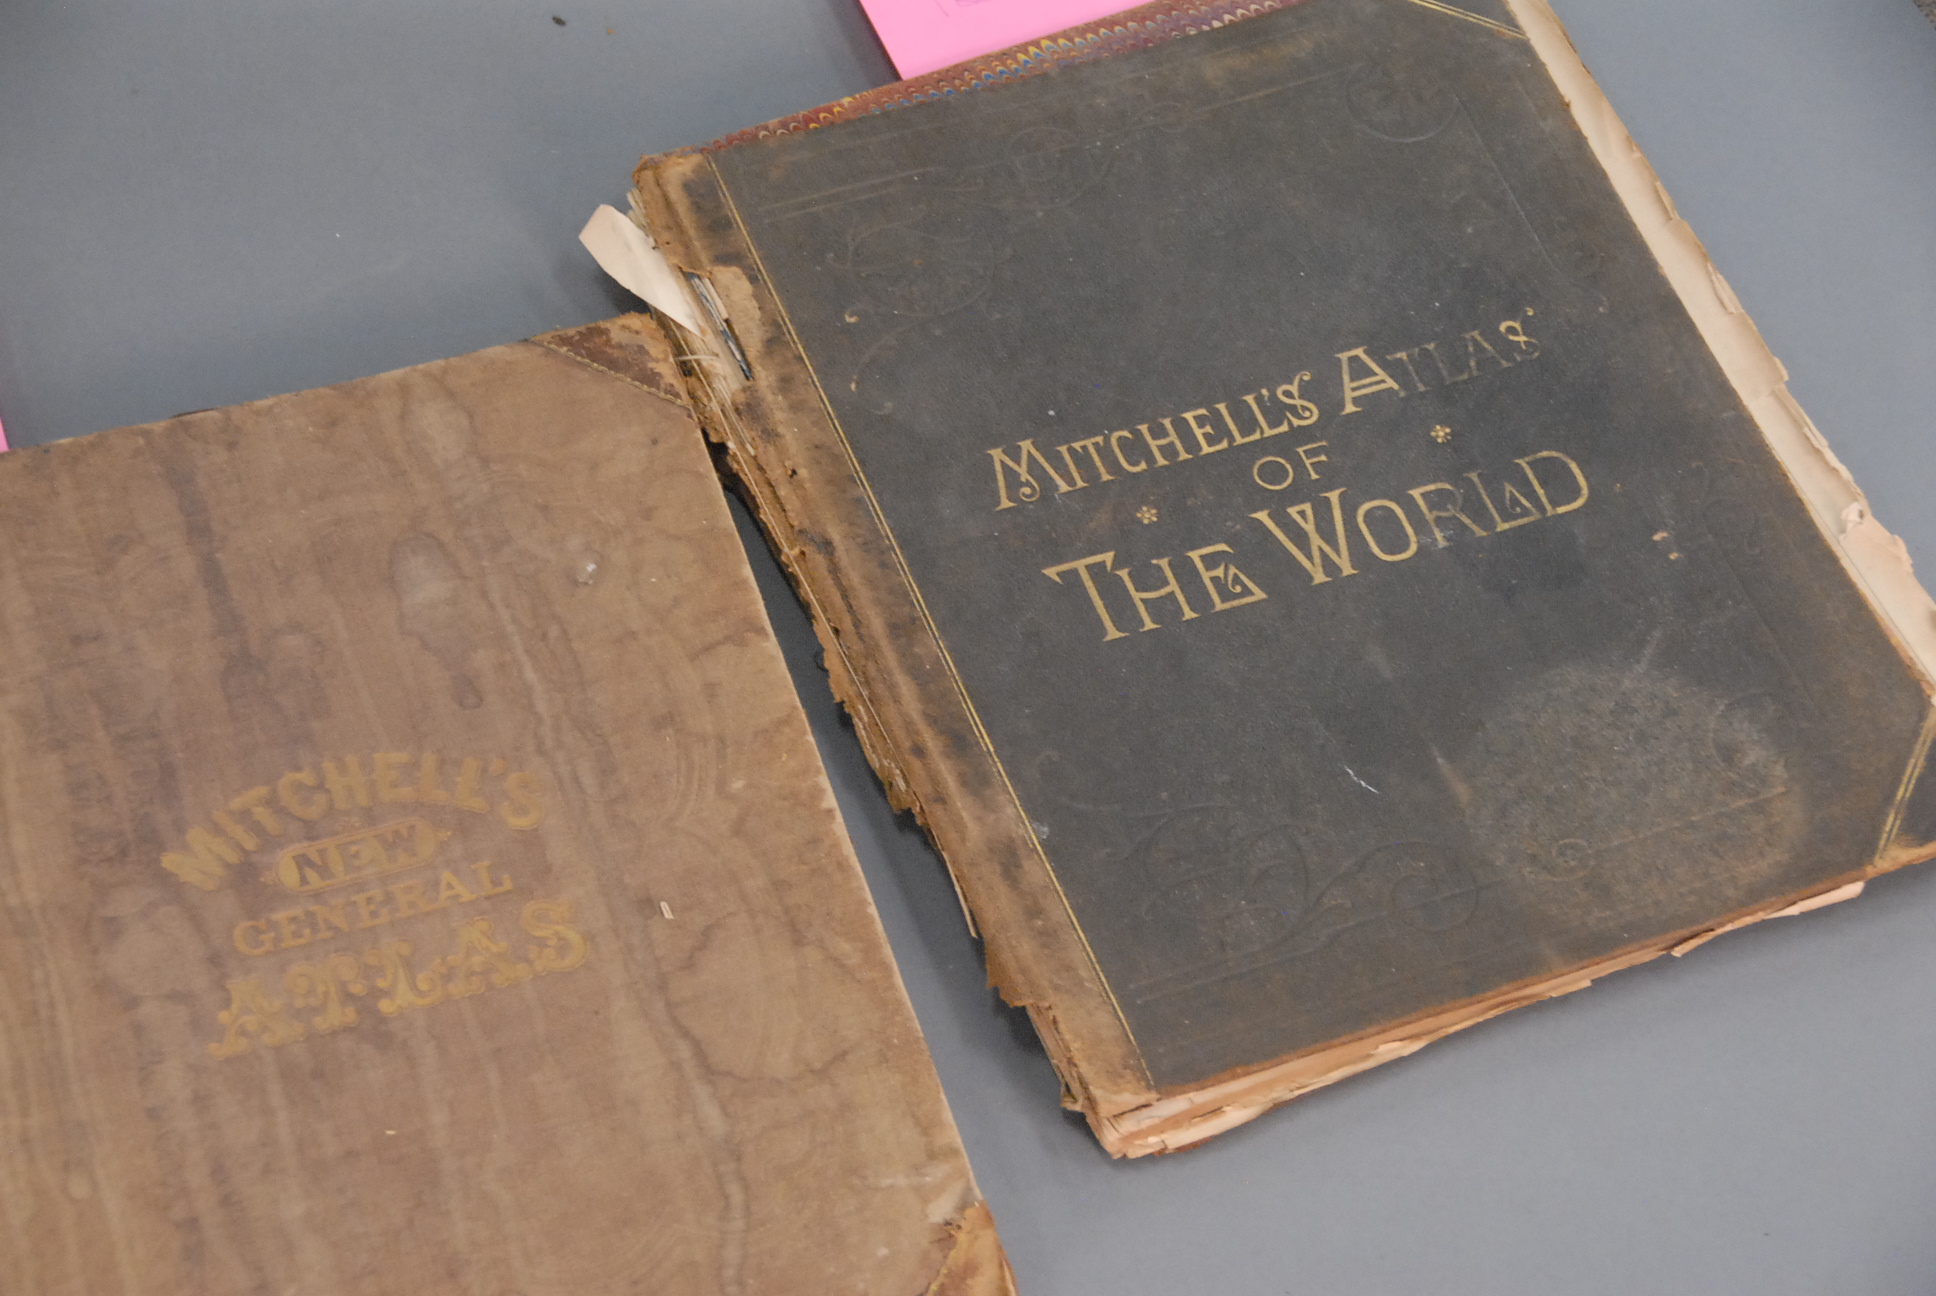 MITCHELL'S
NEW
GENERAL
ATLAS
MITCHELL'S ATLAS
OF
THE WORLD